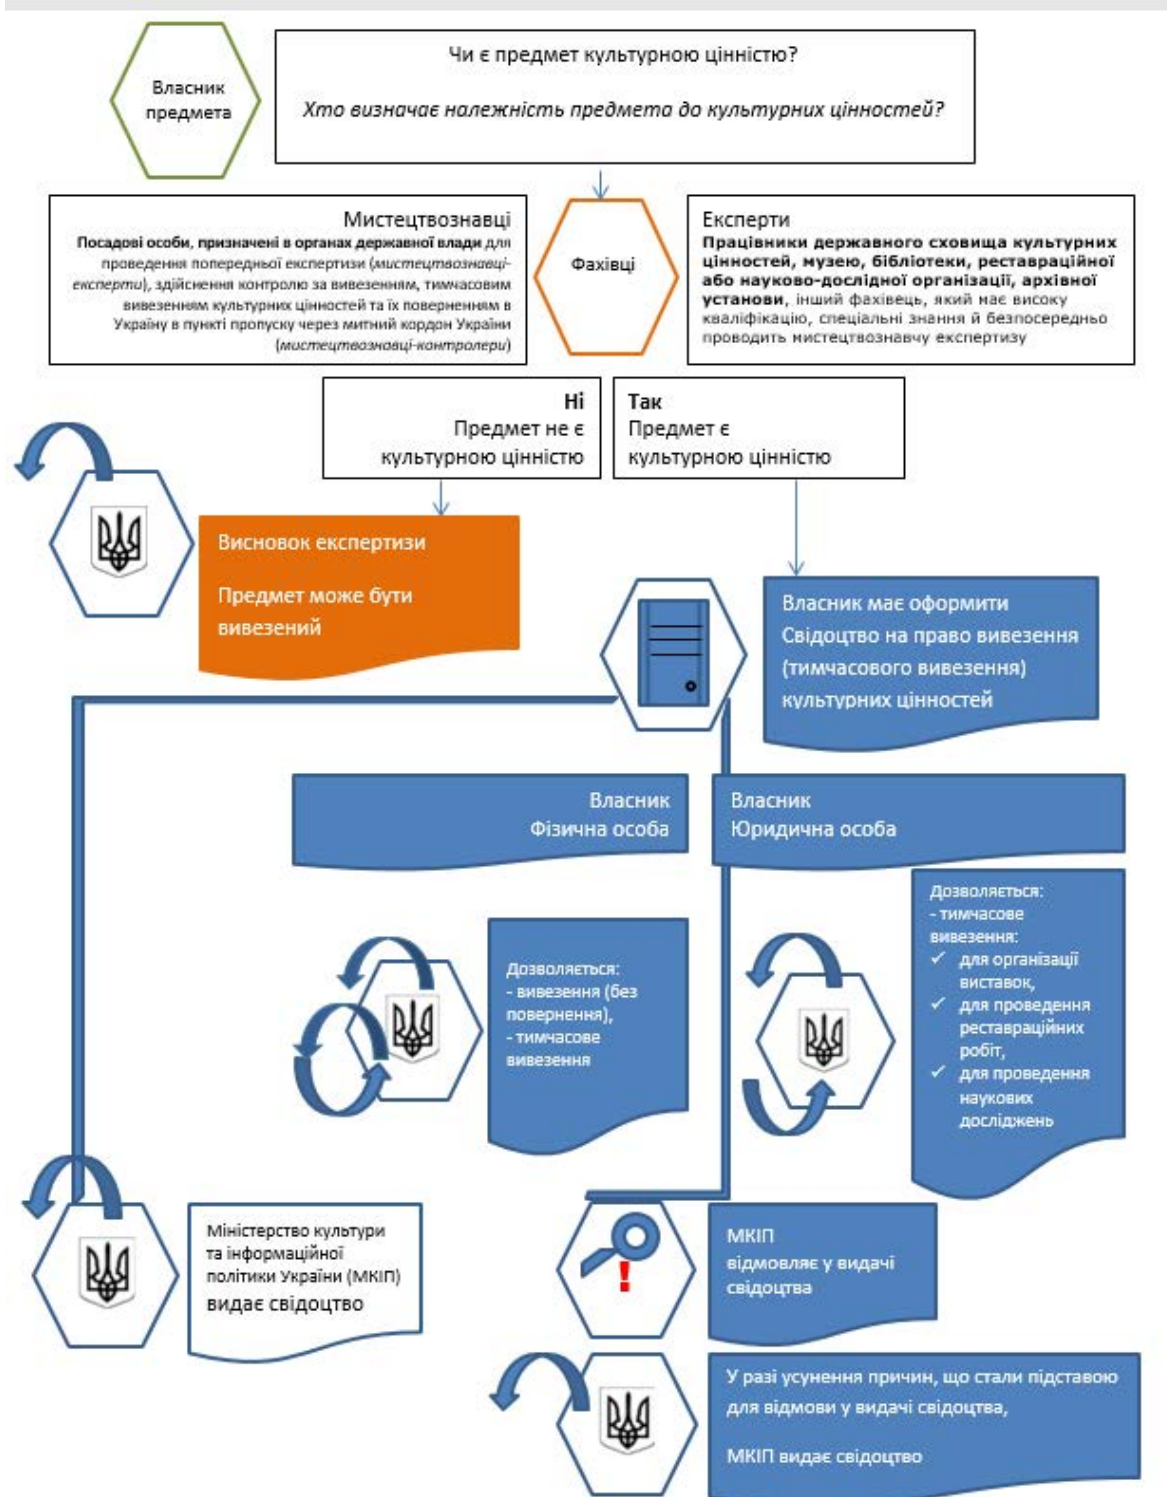 Власник
предмета
Чи є предмет культурною цінністю?
Хто визначає належність предмета до культурних цінностей?
Мистецтвознавці
Посадові особи, призначені в органах державної влади для
проведення попередньої експертизи (мистецтвознавці-
експерти), здійснення контролю за вивезенням, тимчасовим
вивезенням культурних цінностей та їх поверненням в
Україну в пункті пропуску через митний кордон України
(мистецтвознавці-контролери)
Фахівці
Експерти
Працівники державного сховища культурних
цінностей, музею, бібліотеки, реставраційної
або науково-дослідної організації, архівної
установи, інший фахівець, який має високу
кваліфікацію, спеціальні знання й безпосередньо
проводить мистецтвознавчу експертизу
Ні
Предмет не є
культурною цінністю
Так
Предмет є
культурною цінністю
Висновок експертизи
Предмет може бути
вивезений
Власник має оформити
Свідоцтво на право вивезення
(тимчасового вивезення)
культурних цінностей
Власник
Фізична особа
Власник
Юридична особа
Дозволяється:
- вивезення (без
повернення),
- тимчасове
вивезення
Дозволяється:
- тимчасове
вивезення:
✓ для організації
виставок,
✓ для проведення
реставраційних
робіт,
✓ для проведення
наукових
досліджень
Міністерство культури
та інформаційної
політики України (МКІП)
видає свідоцтво
!
МКІП
відмовляє у видачі
свідоцтва
У разі усунення причин, що стали підставою
для відмови у видачі свідоцтва,
МКІП видає свідоцтво